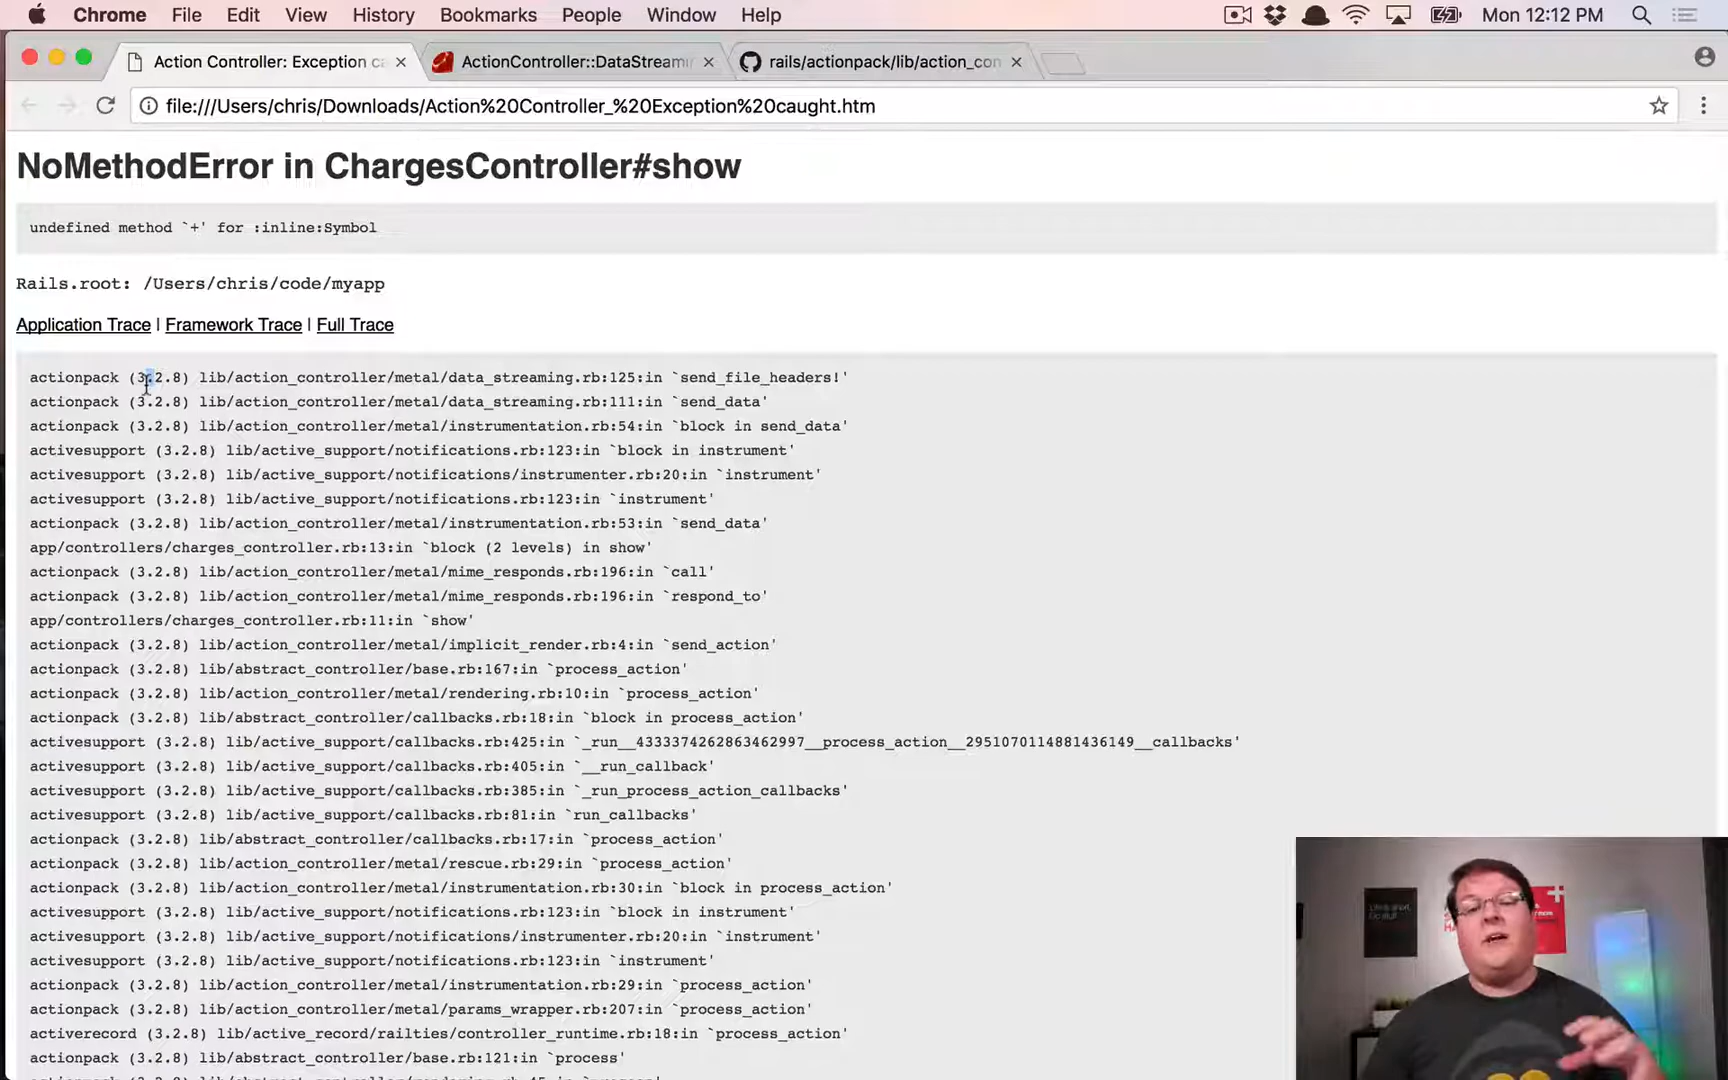 Chrome File Edit View History Bookmarks People Window Help Mon 12:12 PM
Action Controller: Exception ca
ActionController::DataStreami
rails/actionpack/lib/action_con
file:///Users/chris/Downloads/Action%20Controller_%20Exception%20caught.htm
NoMethodError in ChargesController#show
undefined method `+' for :inline:Symbol
Rails.root: /Users/chris/code/myapp
Application Trace | Framework Trace | Full Trace
actionpack (3.2.8) lib/action_controller/metal/data_streaming.rb:125:in `send_file_headers!'
actionpack (3.2.8) lib/action_controller/metal/data_streaming.rb:111:in `send_data'
actionpack (3.2.8) lib/action_controller/metal/instrumentation.rb:54:in `block in send_data'
activesupport (3.2.8) lib/active_support/notifications.rb:123:in `block in instrument'
activesupport (3.2.8) lib/active_support/notifications/instrumenter.rb:20:in `instrument'
activesupport (3.2.8) lib/active_support/notifications.rb:123:in `instrument'
actionpack (3.2.8) lib/action_controller/metal/instrumentation.rb:53:in `send_data'
app/controllers/charges_controller.rb:13:in `block (2 levels) in show'
actionpack (3.2.8) lib/action_controller/metal/mime_responds.rb:196:in `call'
actionpack (3.2.8) lib/action_controller/metal/mime_responds.rb:196:in `respond_to'
app/controllers/charges_controller.rb:11:in `show'
actionpack (3.2.8) lib/action_controller/metal/implicit_render.rb:4:in `send_action'
actionpack (3.2.8) lib/abstract_controller/base.rb:167:in `process_action'
actionpack (3.2.8) lib/action_controller/metal/rendering.rb:10:in `process_action'
actionpack (3.2.8) lib/abstract_controller/callbacks.rb:18:in `block in process_action'
activesupport (3.2.8) lib/active_support/callbacks.rb:425:in `_run__4333374262863462997__process_action__2951070114881436149__callbacks'
activesupport (3.2.8) lib/active_support/callbacks.rb:405:in `__run_callback'
activesupport (3.2.8) lib/active_support/callbacks.rb:385:in `_run_process_action_callbacks'
activesupport (3.2.8) lib/active_support/callbacks.rb:81:in `run_callbacks'
actionpack (3.2.8) lib/abstract_controller/callbacks.rb:17:in `process_action'
actionpack (3.2.8) lib/action_controller/metal/rescue.rb:29:in `process_action'
actionpack (3.2.8) lib/action_controller/metal/instrumentation.rb:30:in `block in process_action'
activesupport (3.2.8) lib/active_support/notifications.rb:123:in `block in instrument'
activesupport (3.2.8) lib/active_support/notifications/instrumenter.rb:20:in `instrument'
activesupport (3.2.8) lib/active_support/notifications.rb:123:in `instrument'
actionpack (3.2.8) lib/action_controller/metal/instrumentation.rb:29:in `process_action'
actionpack (3.2.8) lib/action_controller/metal/params_wrapper.rb:207:in `process_action'
activerecord (3.2.8) lib/active_record/railties/controller_runtime.rb:18:in `process_action'
actionpack (3.2.8) lib/abstract_controller/base.rb:121:in `process'